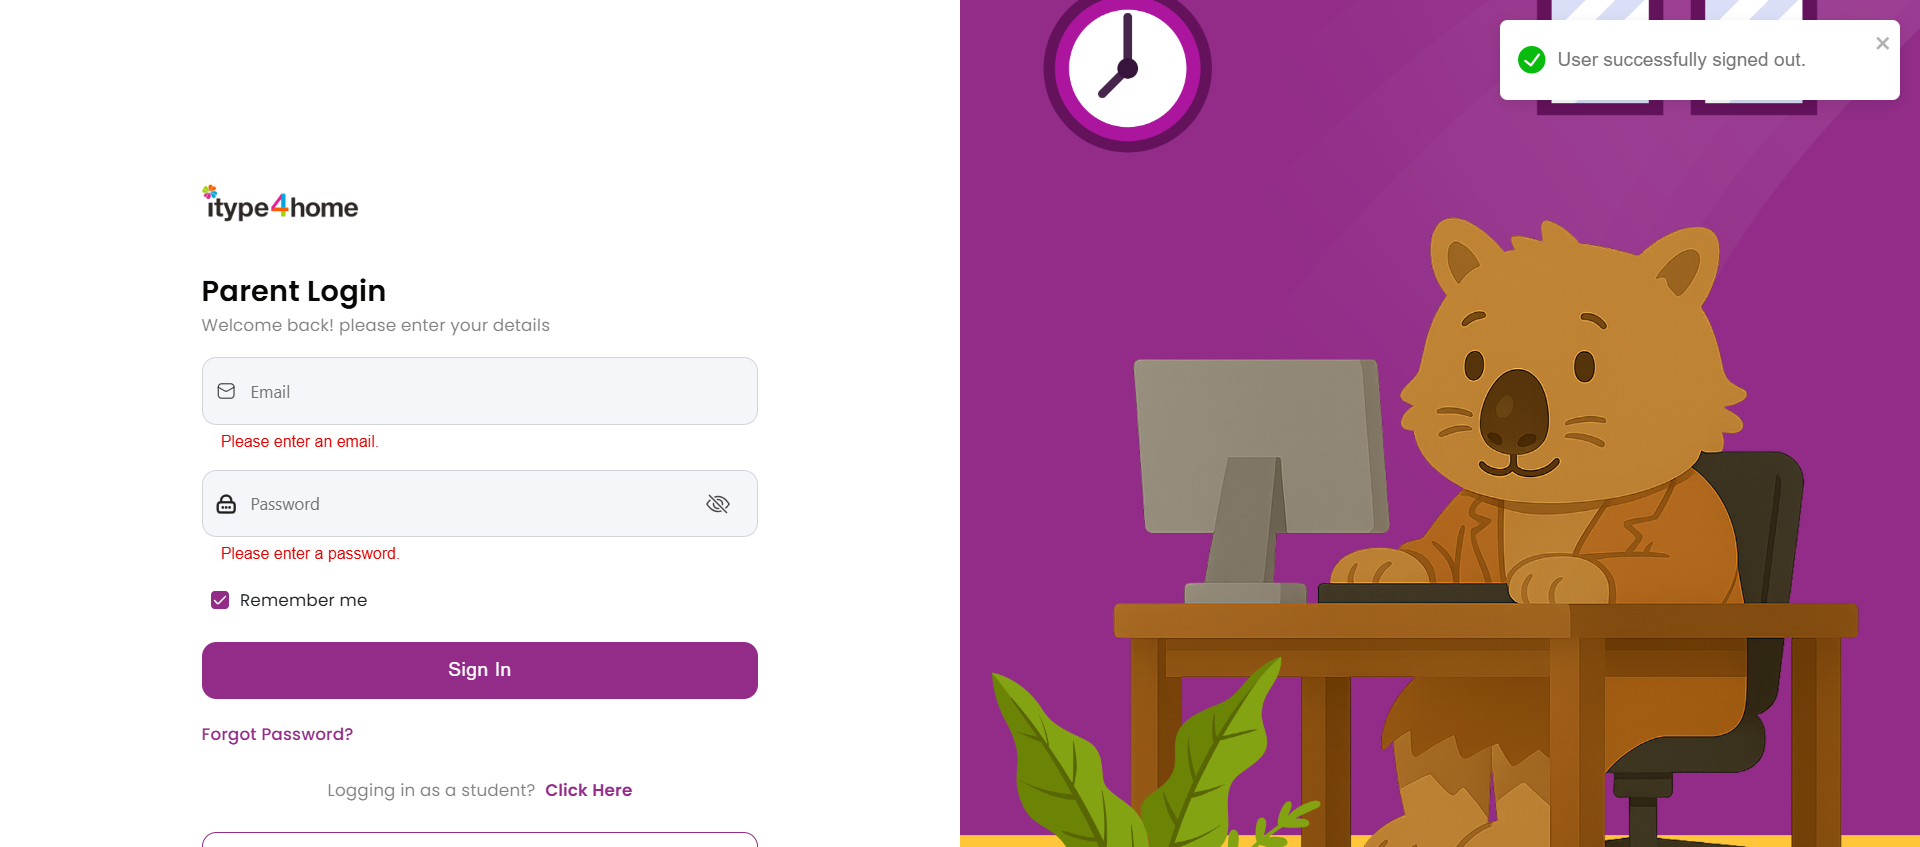 User successfully signed out.
itype4home
Parent Login
Welcome back! please enter your details
Email
Please enter an email.
Password
Please enter a password.
Remember me
Sign In
Forgot Password?
Logging in as a student? Click Here